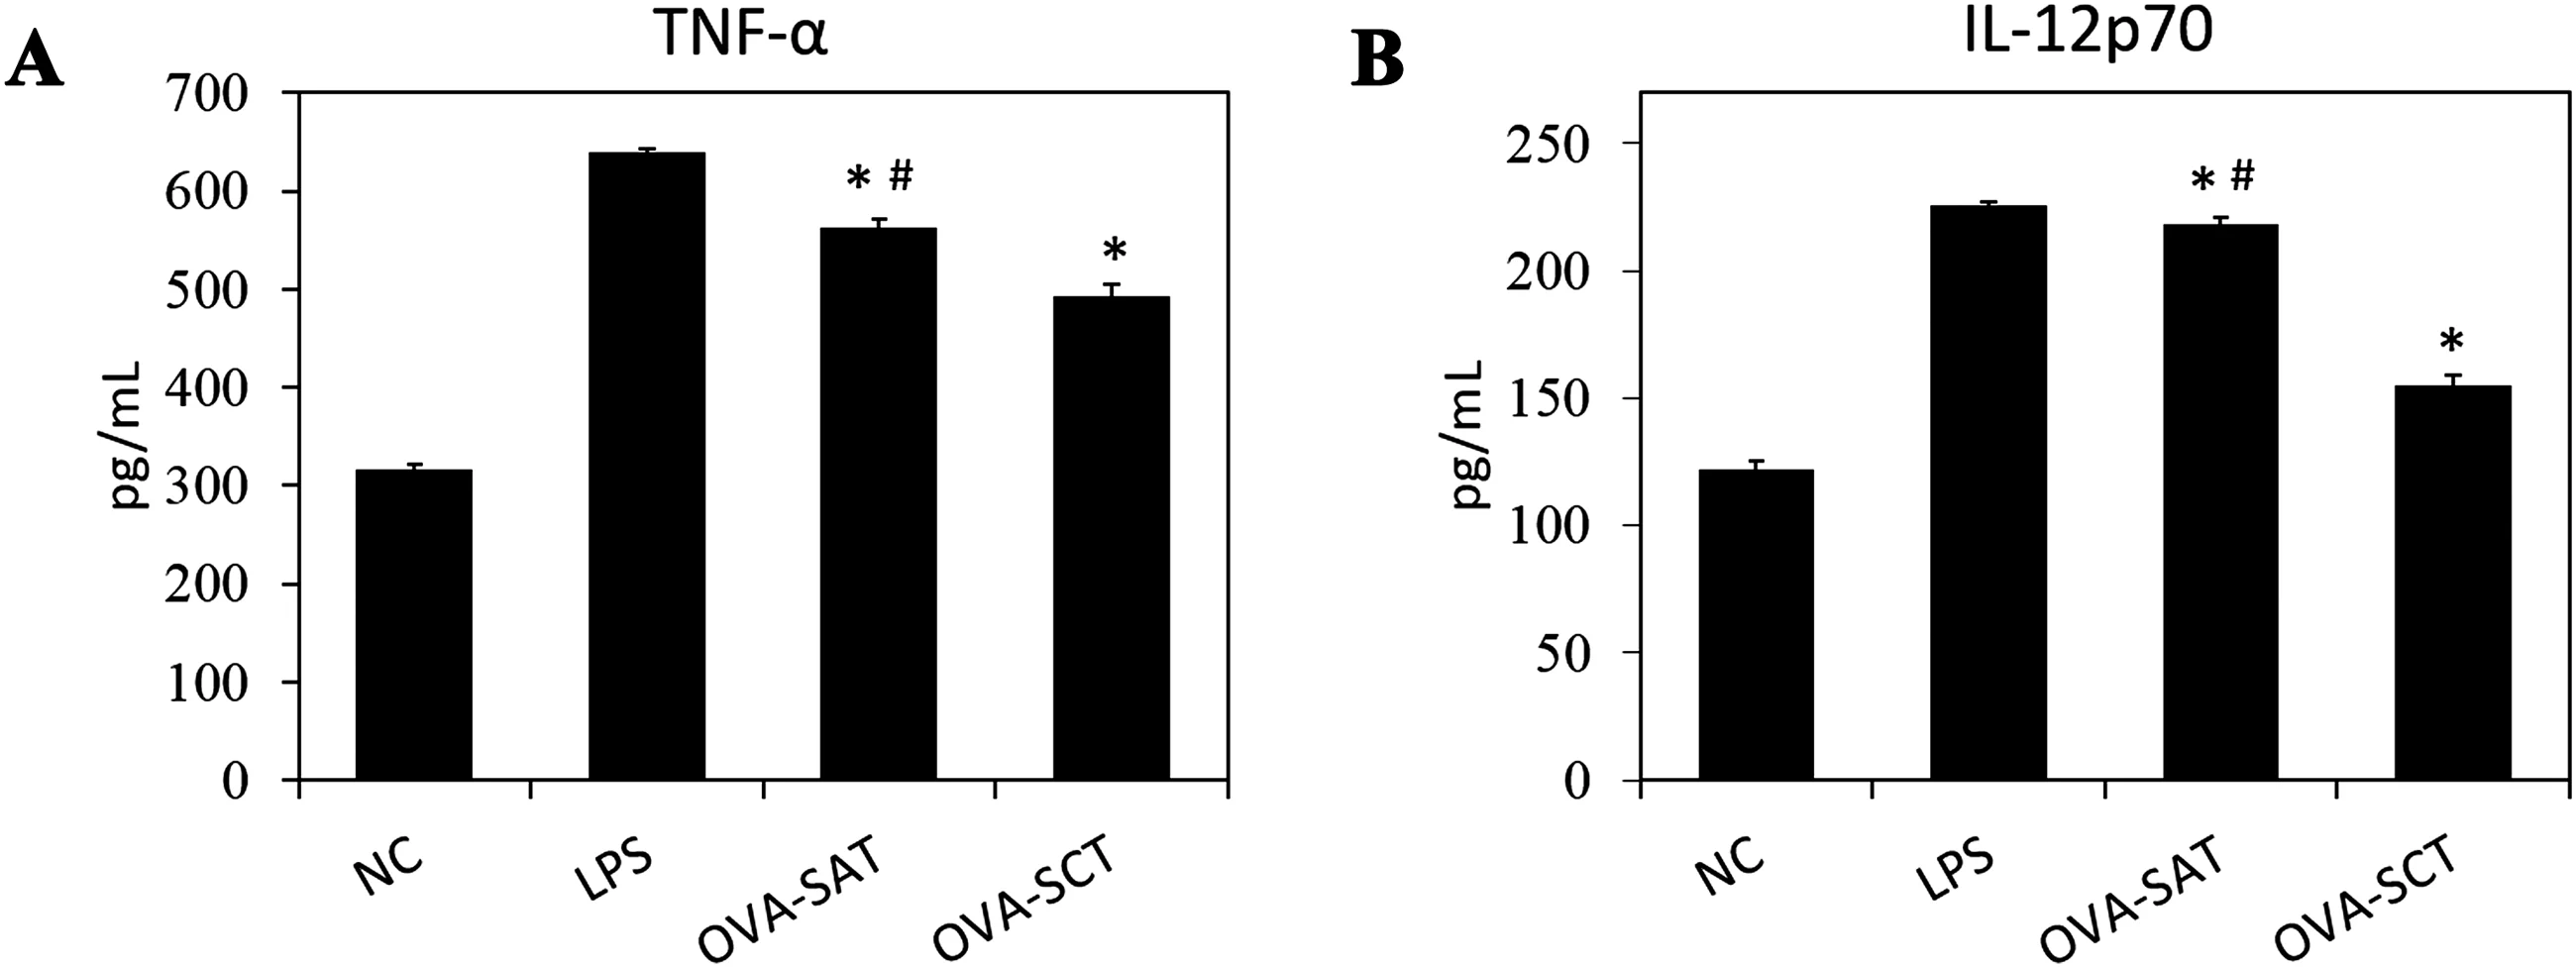 A
TNF-α
700
600
500
400
300
200
100
0
pg/mL
* #
*
NC
LPS
OVA-SAT
OVA-SCT
B
IL-12p70
250
200
150
100
50
0
pg/mL
* #
*
NC
LPS
OVA-SAT
OVA-SCT